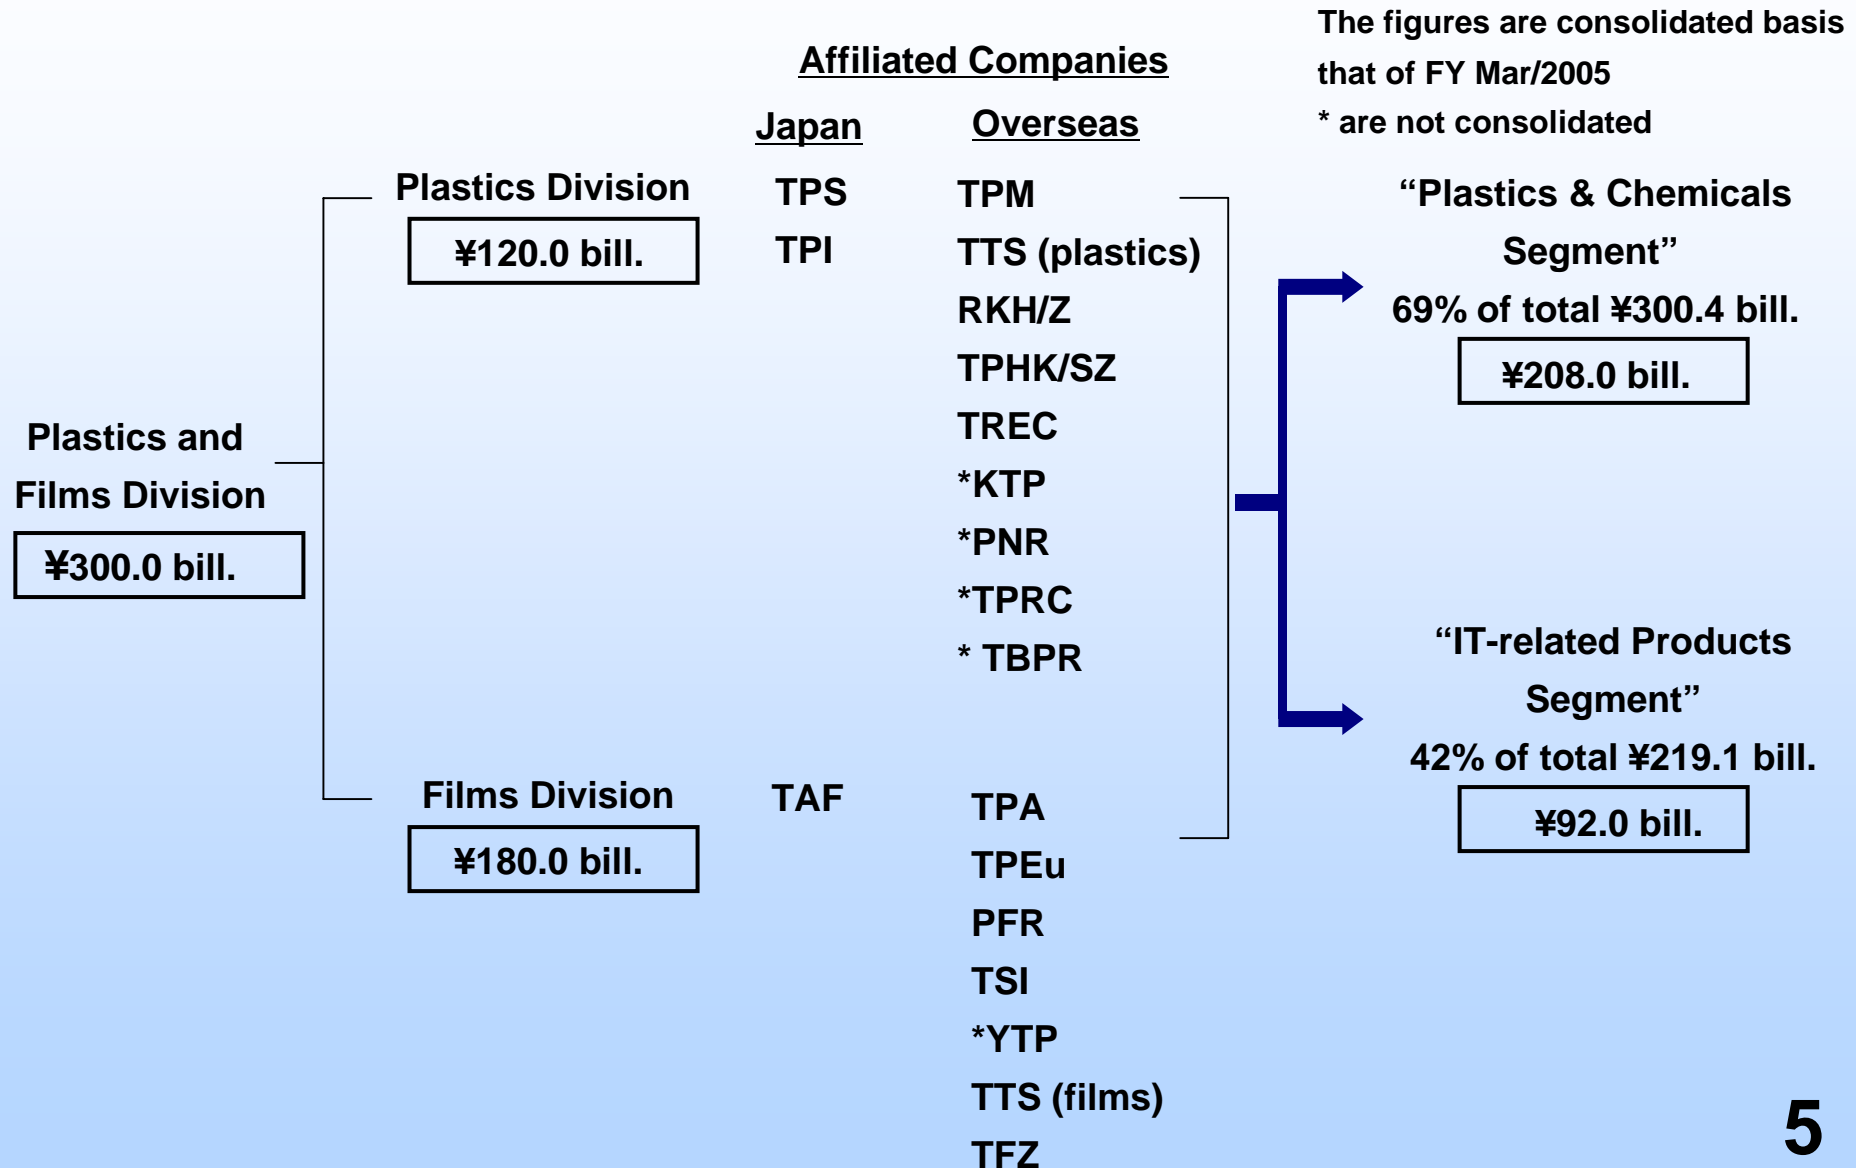 The figures are consolidated basis
that of FY Mar/2005
* are not consolidated
Affiliated Companies
Japan
Overseas
Plastics and
Films Division
¥300.0 bill.
Plastics Division
¥120.0 bill.
TPS
TPI
TPM
TTS (plastics)
RKH/Z
TPHK/SZ
TREC
*KTP
*PNR
*TPRC
* TBPR
Films Division
¥180.0 bill.
TAF
TPA
TPEu
PFR
TSI
*YTP
TTS (films)
TFZ
“Plastics & Chemicals
Segment”
69% of total ¥300.4 bill.
¥208.0 bill.
“IT-related Products
Segment”
42% of total ¥219.1 bill.
¥92.0 bill.
5